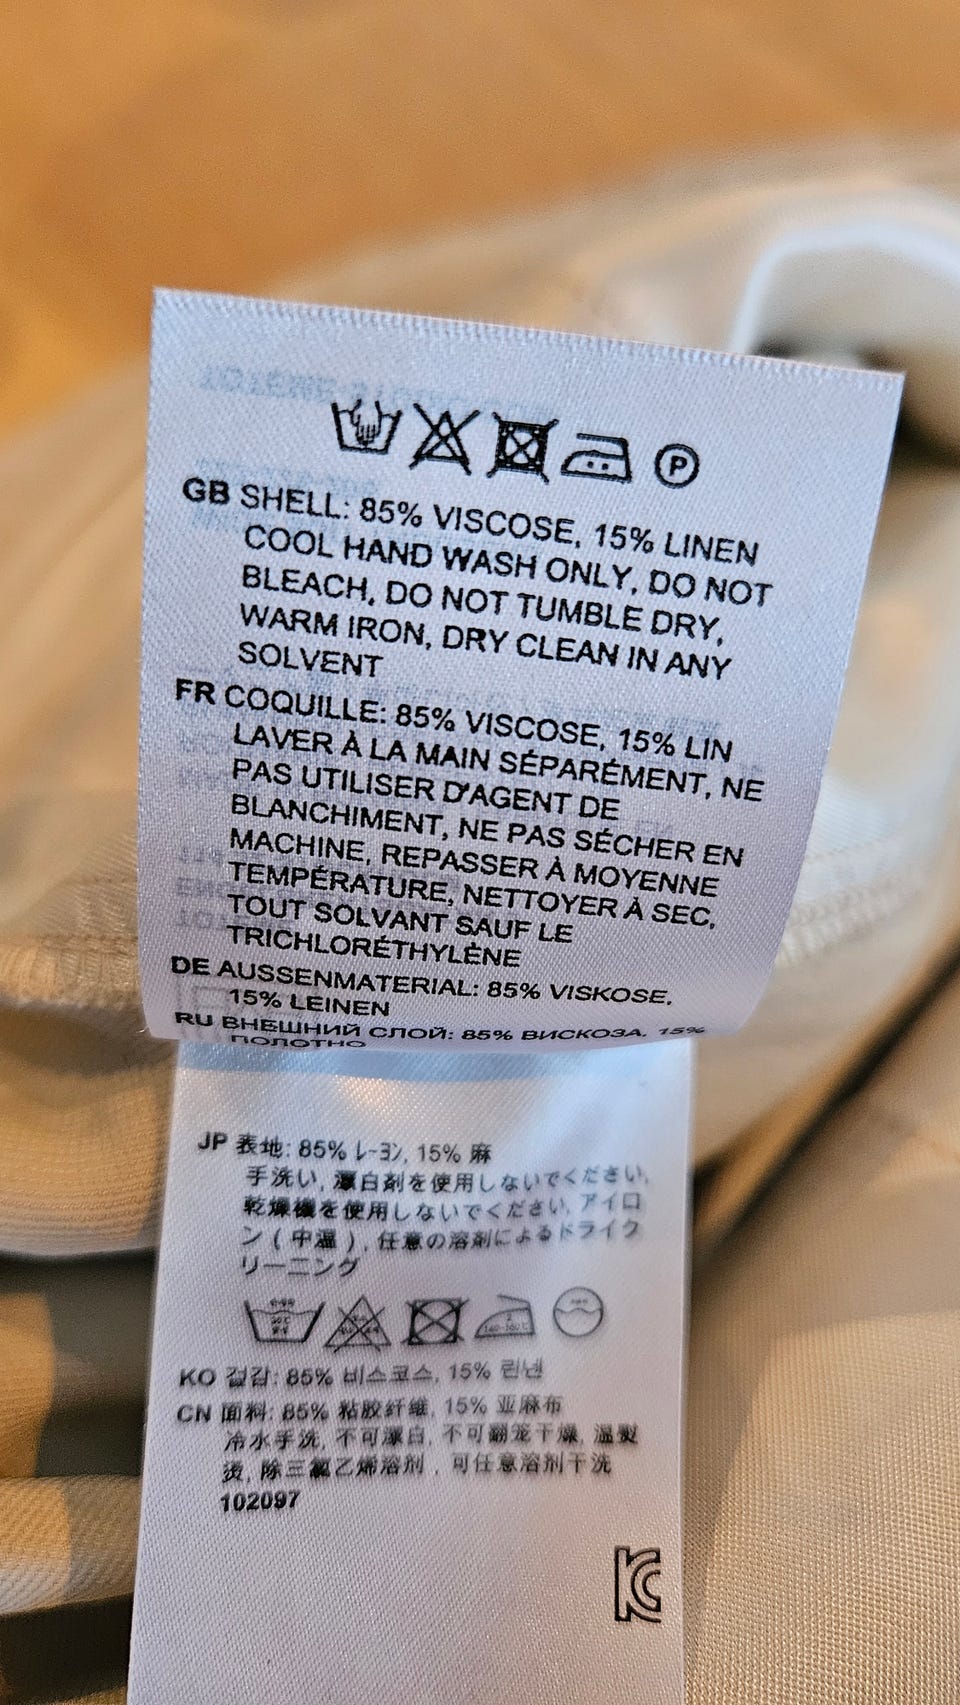 P
GB SHELL: 85% VISCOSE, 15% LINEN
COOL HAND WASH ONLY, DO NOT
BLEACH, DO NOT TUMBLE DRY,
WARM IRON, DRY CLEAN IN ANY
SOLVENT
FR COQUILLE: 85% VISCOSE, 15% LIN
LAVER À LA MAIN SÉPARÉMENT, NE
PAS UTILISER D'AGENT DE
BLANCHIMENT, NE PAS SÉCHER EN
MACHINE, REPASSER À MOYENNE
TEMPÉRATURE, NETTOYER À SEC,
TOUT SOLVANT SAUF LE
TRICHLORÉTHYLÈNE
DE AUSSENMATERIAL: 85% VISKOSE,
15% LEINEN
RU ВНЕШНИЙ СЛОЙ: 85% ВИСКОЗА, 15%
ПОЛОТНО
JP 表地: 85% レーヨン, 15% 麻
手洗い, 漂白剤を使用しないでください,
乾燥機を使用しないでください, アイロ
ン ( 中温 ) , 任意の溶剤によるドライク
リーニング
KO 겉감: 85% 비스코스, 15% 린넨
CN 面料: 85% 粘胶纤维, 15% 亚麻布
冷水手洗, 不可漂白, 不可翻笼干燥, 温熨
烫, 除三氯乙烯溶剂 , 可任意溶剂干洗
102097